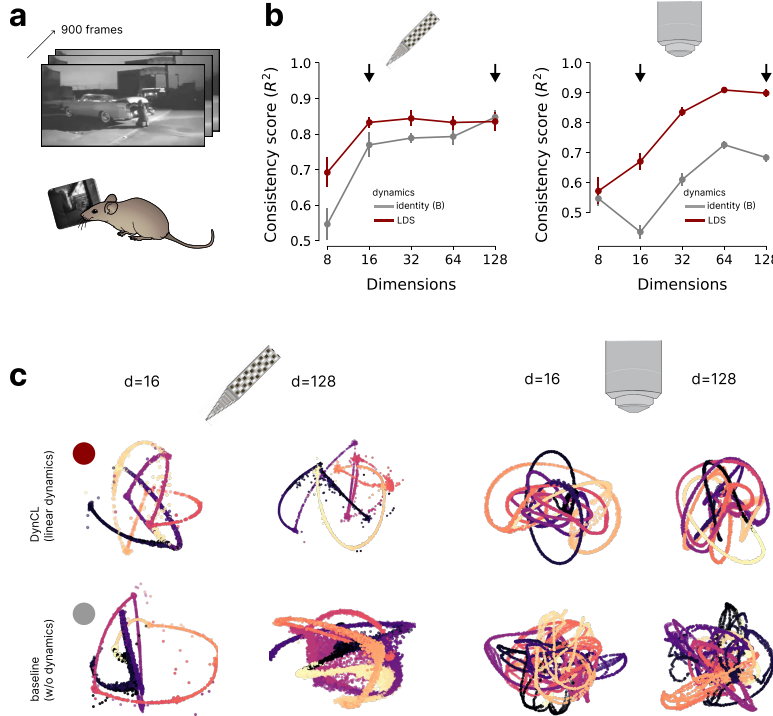 a
900 frames
b
Consistency score (R²)
1.0
0.9
0.8
0.7
0.6
0.5
dynamics
identity (B)
LDS
8
16
32
64
128
Dimensions
Consistency score (R²)
1.0
0.9
0.8
0.7
0.6
0.5
dynamics
identity (B)
LDS
8
16
32
64
128
Dimensions
c
d=16
d=128
d=16
d=128
DynCL
(linear dynamics)
baseline
(w/o dynamics)